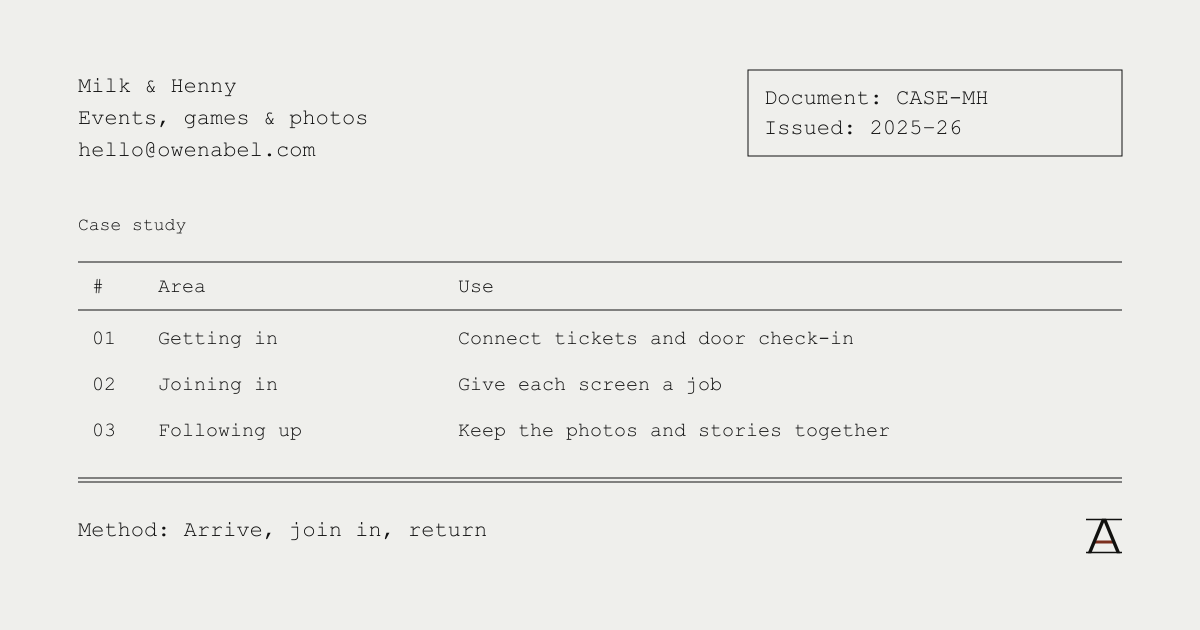 Milk & Henny
Events, games & photos
hello@owenabel.com
Document: CASE-MH
Issued: 2025–26
Case study
# Area Use
01 Getting in Connect tickets and door check-in
02 Joining in Give each screen a job
03 Following up Keep the photos and stories together
Method: Arrive, join in, return
A